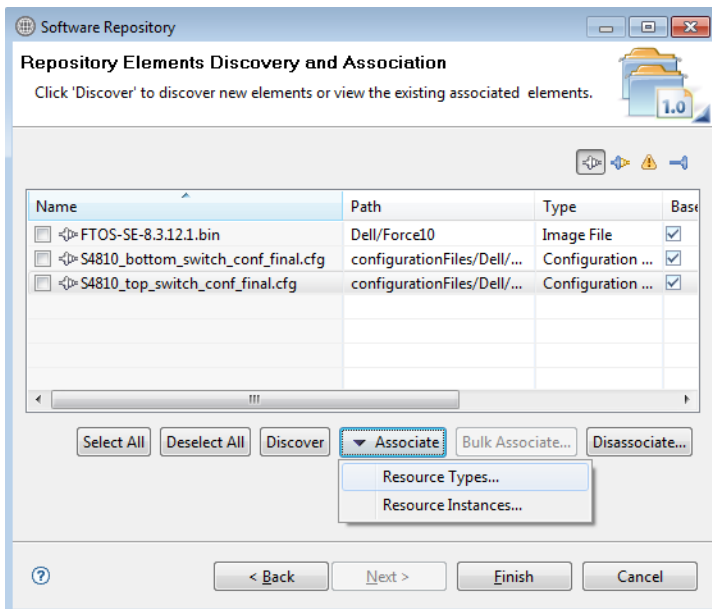 Software Repository
Repository Elements Discovery and Association
Click 'Discover' to discover new elements or view the existing associated elements.
1.0
Name Path Type Base
FTOS-SE-8.3.12.1.bin Dell/Force10 Image File
S4810_bottom_switch_conf_final.cfg configurationFiles/Dell/... Configuration ...
S4810_top_switch_conf_final.cfg configurationFiles/Dell/... Configuration ...
Select All Deselect All Discover Associate Bulk Associate... Disassociate...
Resource Types...
Resource Instances...
? < Back Next > Finish Cancel